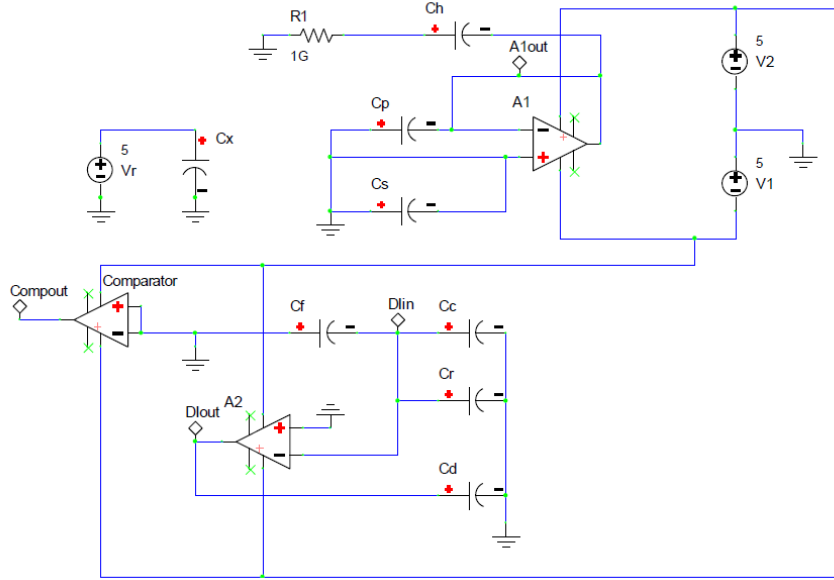 R1
1G
Ch
A1out
A1
5
V2
Cp
Cx
5
Vr
Cs
5
V1
Compout
Comparator
Cf
DIin
Cc
Cr
A2
DIout
Cd